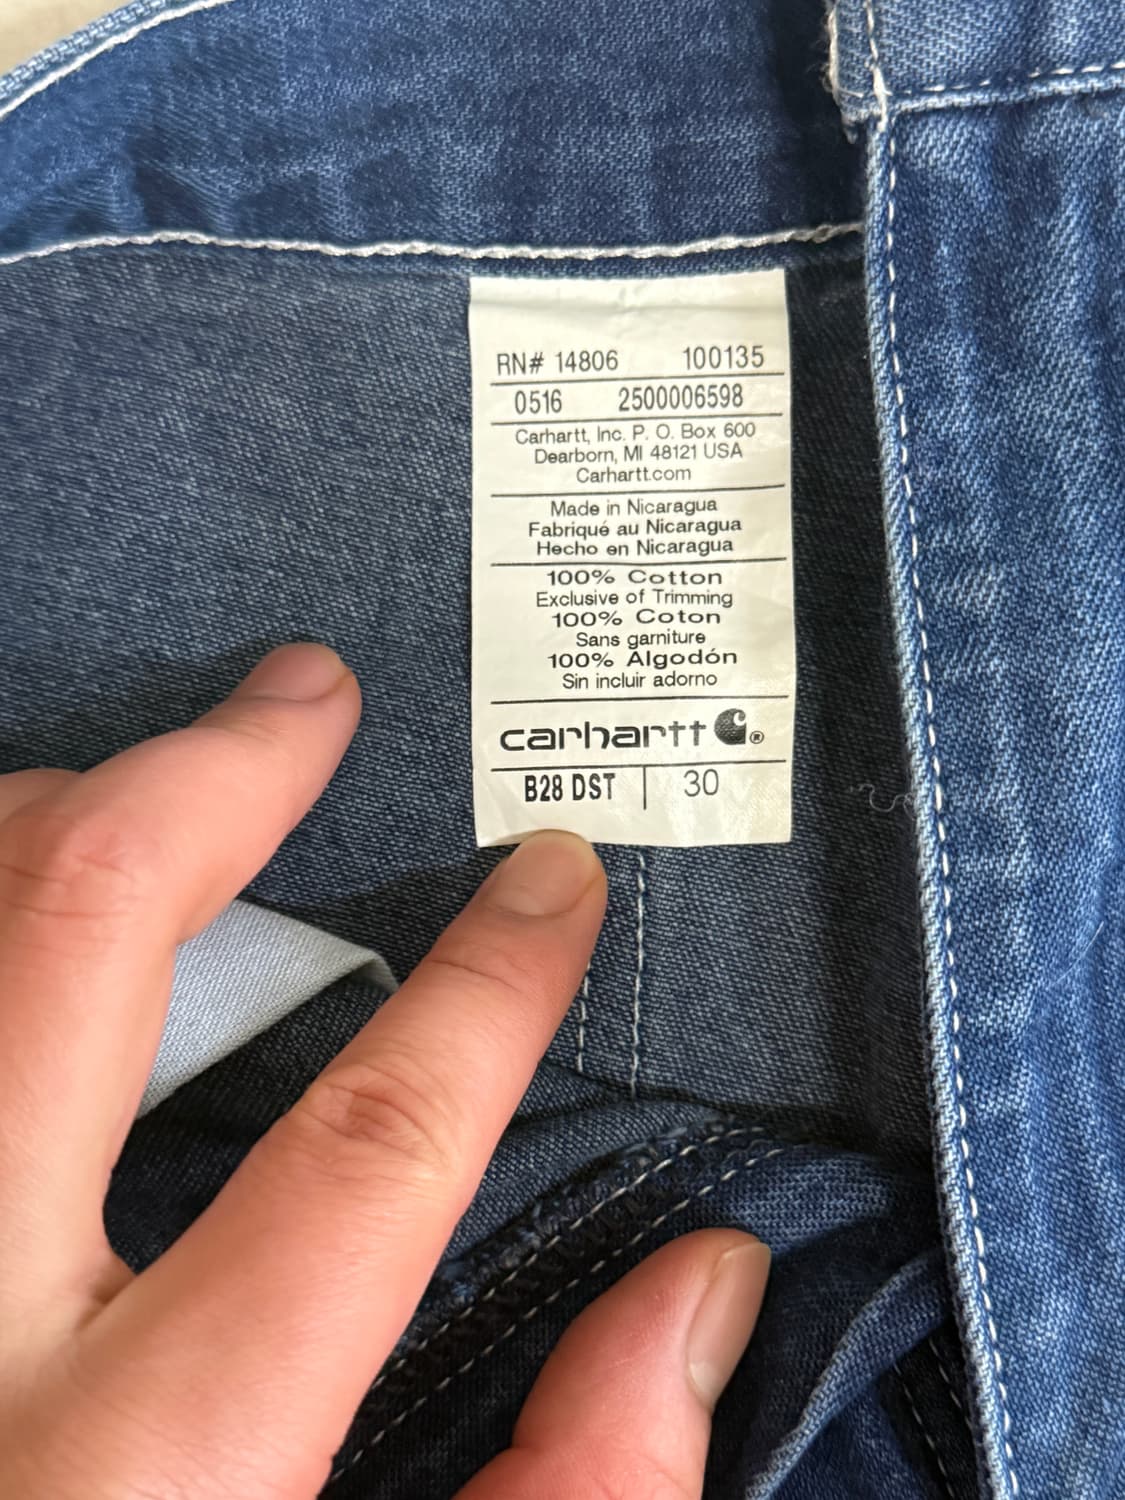 RN# 14806 100135
0516 2500006598
Carhartt, Inc. P. O. Box 600
Dearborn, MI 48121 USA
Carhartt.com
Made in Nicaragua
Fabriqué au Nicaragua
Hecho en Nicaragua
100% Cotton
Exclusive of Trimming
100% Coton
Sans garniture
100% Algodón
Sin incluir adorno
carhartt ®
B28 DST | 30